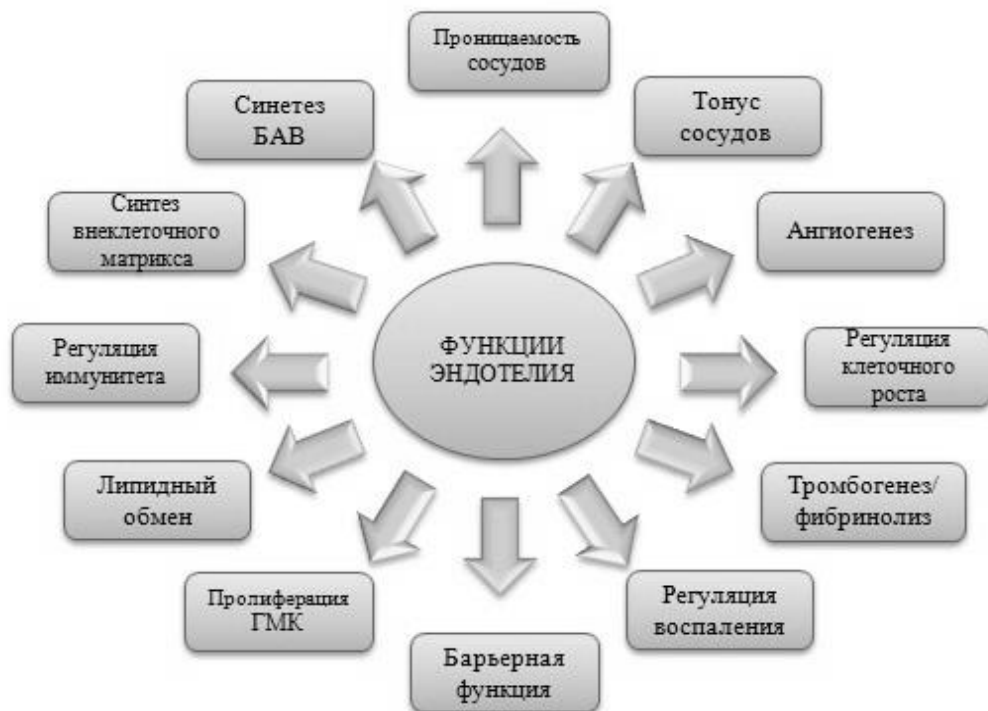 Проницаемость
сосудов
Тонус
сосудов
Ангиогенез
Регуляция
клеточного
роста
Тромбогенез/
фибринолиз
Регуляция
воспаления
Барьерная
функция
Пролиферация
ГМК
Липидный
обмен
Регуляция
иммунитета
Синтез
внеклеточного
матрикса
Синетез
БАВ
ФУНКЦИИ
ЭНДОТЕЛИЯ